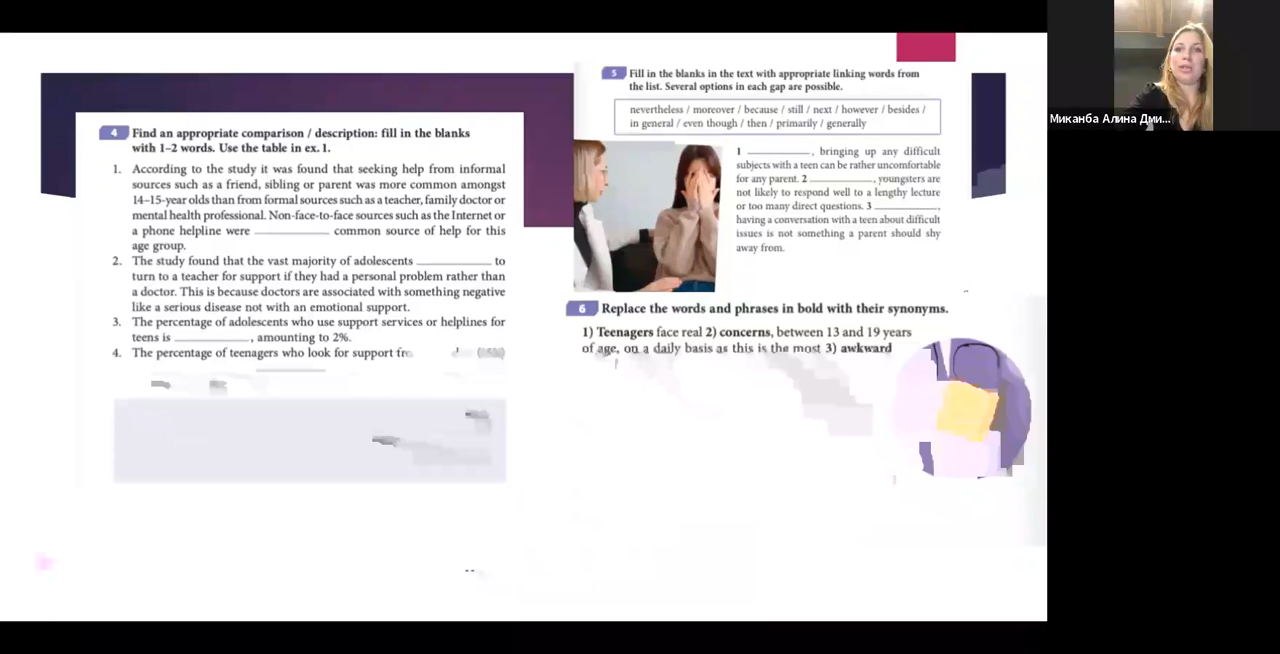 4 Find an appropriate comparison / description: fill in the blanks
with 1–2 words. Use the table in ex. 1.
1. According to the study it was found that seeking help from informal
sources such as a friend, sibling or parent was more common amongst
14–15-year olds than from formal sources such as a teacher, family doctor or
mental health professional. Non-face-to-face sources such as the Internet or
a phone helpline were ____________ common source of help for this
age group.
2. The study found that the vast majority of adolescents ____________ to
turn to a teacher for support if they had a personal problem rather than
a doctor. This is because doctors are associated with something negative
like a serious disease not with an emotional support.
3. The percentage of adolescents who use support services or helplines for
teens is ____________, amounting to 2%.
4. The percentage of teenagers who look for support
5 Fill in the blanks in the text with appropriate linking words from
the list. Several options in each gap are possible.
nevertheless / moreover / because / still / next / however / besides /
in general / even though / then / primarily / generally
1 __________, bringing up any difficult
subjects with a teen can be rather uncomfortable
for any parent. 2 __________, youngsters are
not likely to respond well to a lengthy lecture
or too many direct questions. 3 __________,
having a conversation with a teen about difficult
issues is not something a parent should shy
away from.
6 Replace the words and phrases in bold with their synonyms.
1) Teenagers face real 2) concerns, between 13 and 19 years
of age, on a daily basis as this is the most 3) awkward
Миканба Алина Дми...